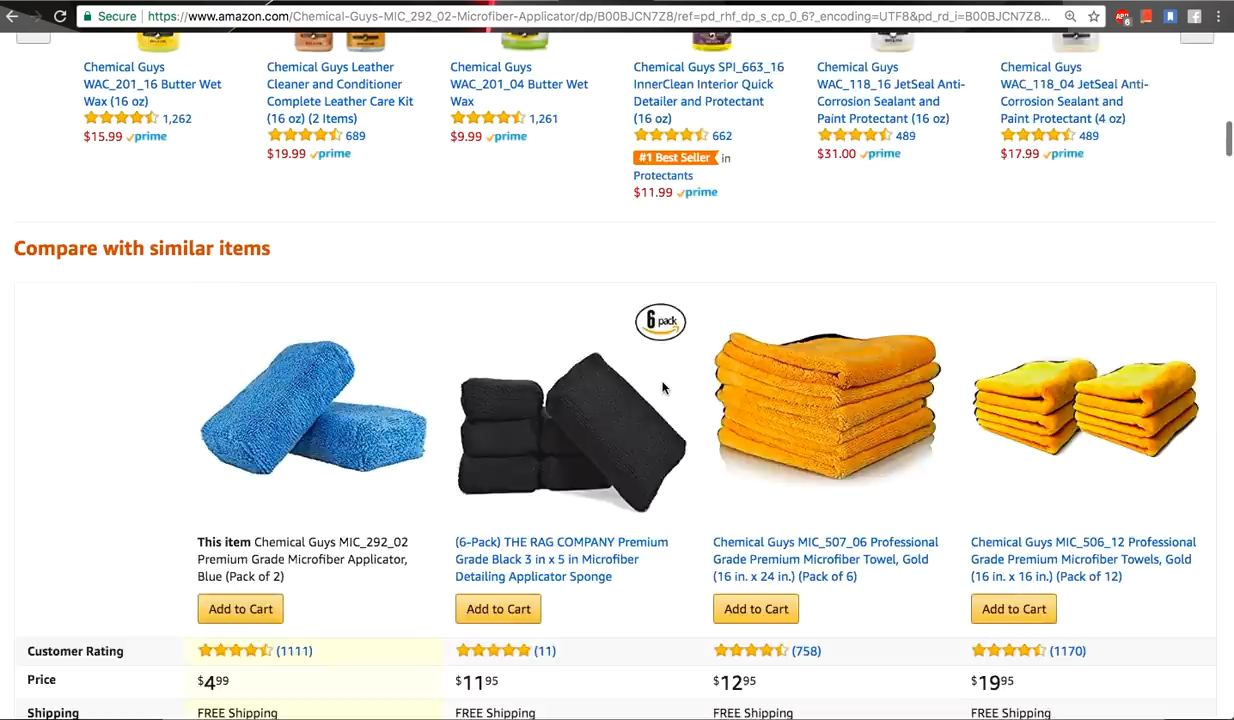 Secure https://www.amazon.com/Chemical-Guys-MIC_292_02-Microfiber-Applicator/dp/B00BJCN7Z8/ref=pd_rhf_dp_s_cp_0_6?_encoding=UTF8&pd_rd_i=B00BJCN7Z8...
Chemical Guys
WAC_201_16 Butter Wet
Wax (16 oz)
1,262
$15.99 prime
Chemical Guys Leather
Cleaner and Conditioner
Complete Leather Care Kit
(16 oz) (2 Items)
689
$19.99 prime
Chemical Guys
WAC_201_04 Butter Wet
Wax
1,261
$9.99 prime
Chemical Guys SPI_663_16
InnerClean Interior Quick
Detailer and Protectant
(16 oz)
662
#1 Best Seller in
Protectants
$11.99 prime
Chemical Guys
WAC_118_16 JetSeal Anti-
Corrosion Sealant and
Paint Protectant (16 oz)
489
$31.00 prime
Chemical Guys
WAC_118_04 JetSeal Anti-
Corrosion Sealant and
Paint Protectant (4 oz)
489
$17.99 prime
Compare with similar items
6 pack
This item Chemical Guys MIC_292_02
Premium Grade Microfiber Applicator,
Blue (Pack of 2)
Add to Cart
(6-Pack) THE RAG COMPANY Premium
Grade Black 3 in x 5 in Microfiber
Detailing Applicator Sponge
Add to Cart
Chemical Guys MIC_507_06 Professional
Grade Premium Microfiber Towel, Gold
(16 in. x 24 in.) (Pack of 6)
Add to Cart
Chemical Guys MIC_506_12 Professional
Grade Premium Microfiber Towels, Gold
(16 in. x 16 in.) (Pack of 12)
Add to Cart
Customer Rating (1111) (11) (758) (1170)
Price $4.99 $11.95 $12.95 $19.95
Shipping FREE Shipping FREE Shipping FREE Shipping FREE Shipping